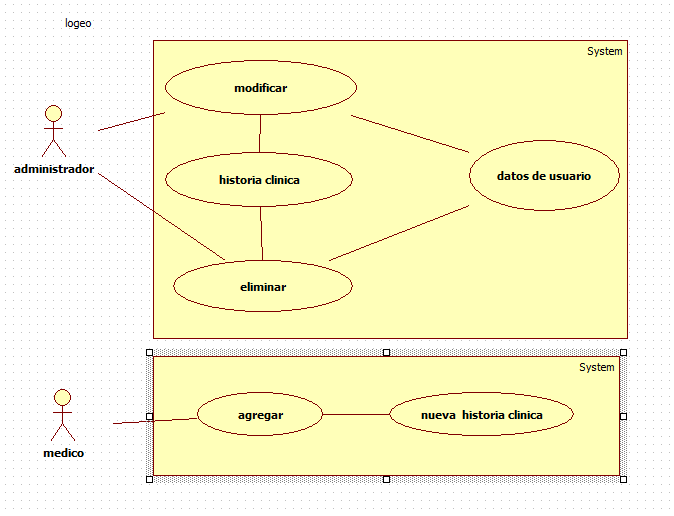 logeo
System
modificar
administrador
historia clinica
datos de usuario
eliminar
System
agregar
nueva historia clinica
medico